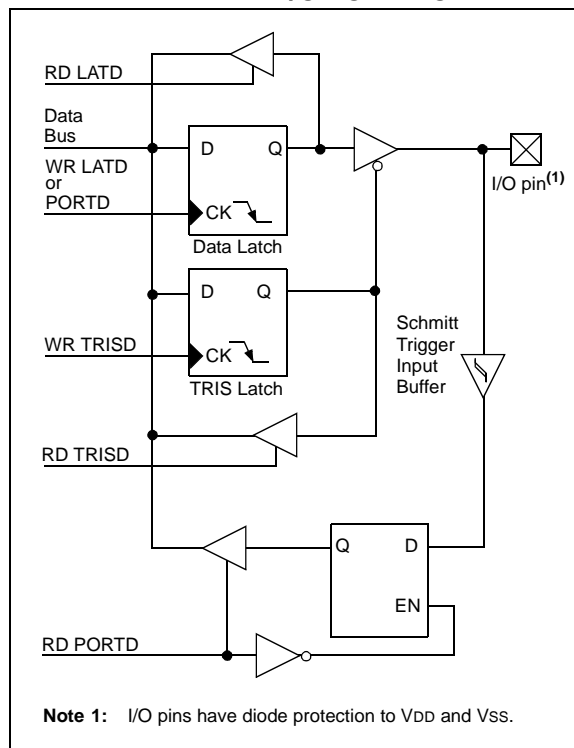 RD LATD
Data
Bus
D Q
WR LATD
or
PORTD
CK
Data Latch
I/O pin(1)
D Q
WR TRISD
CK
TRIS Latch
Schmitt
Trigger
Input
Buffer
RD TRISD
Q D
EN
RD PORTD
Note 1: I/O pins have diode protection to VDD and VSS.